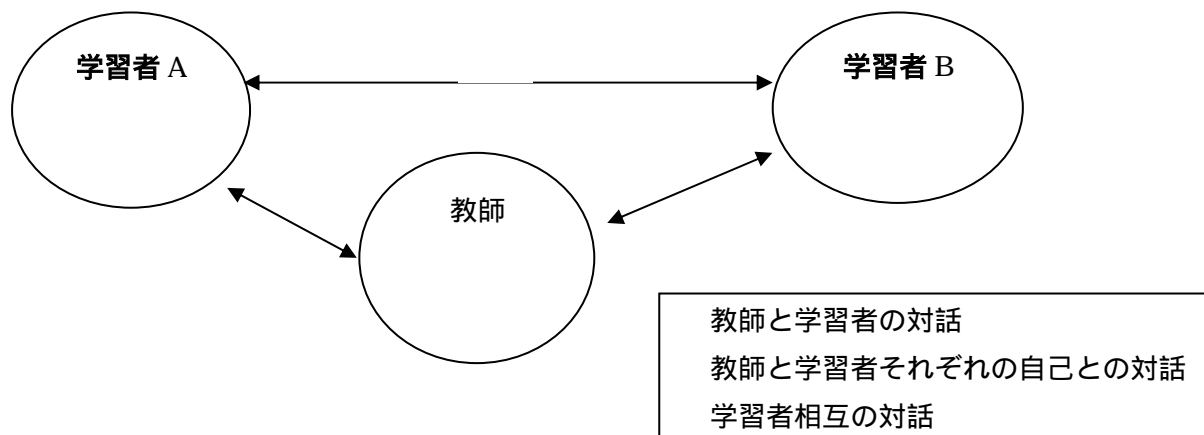 学習者 A
学習者 B
教師
教師と学習者の対話
教師と学習者それぞれの自己との対話
学習者相互の対話